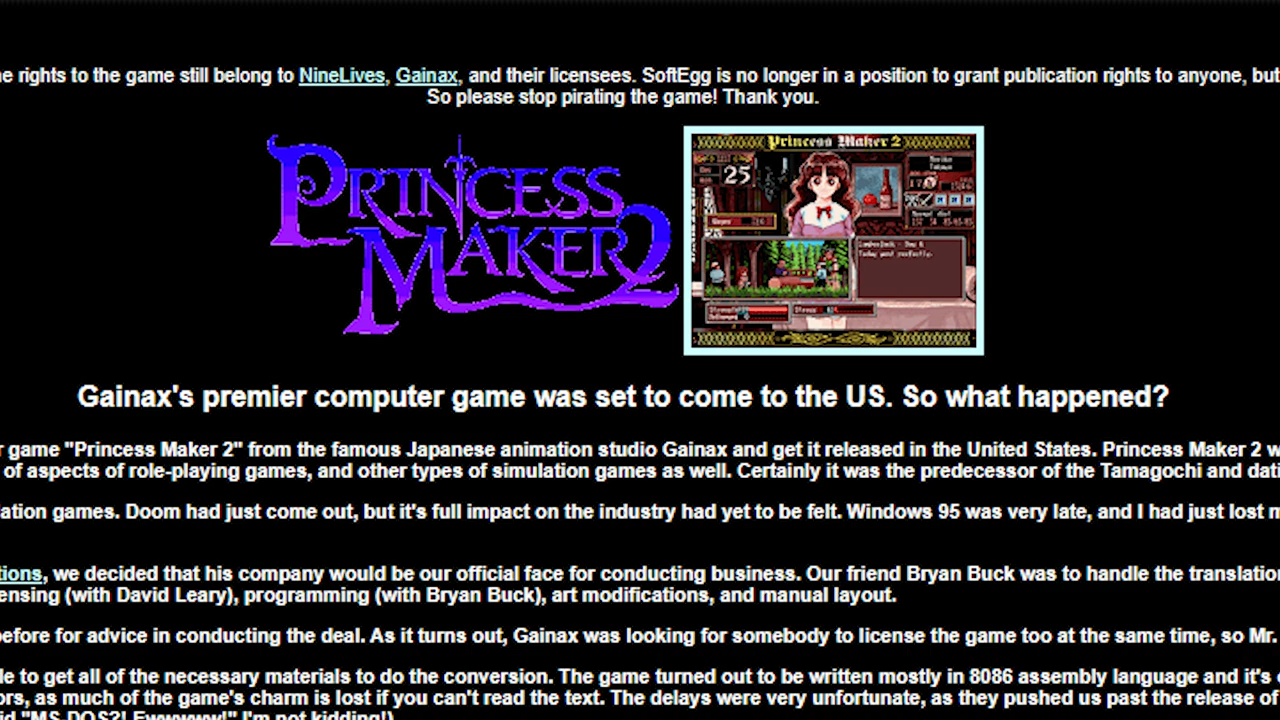 e rights to the game still belong to NineLives, Gainax, and their licensees. SoftEgg is no longer in a position to grant publication rights to anyone, but
So please stop pirating the game! Thank you.
PRINCESS
MAKER 2
Princess Maker 2
25
Gainax's premier computer game was set to come to the US. So what happened?
r game "Princess Maker 2" from the famous Japanese animation studio Gainax and get it released in the United States. Princess Maker 2 w
of aspects of role-playing games, and other types of simulation games as well. Certainly it was the predecessor of the Tamagochi and dati
ation games. Doom had just come out, but it's full impact on the industry had yet to be felt. Windows 95 was very late, and I had just lost m
tions, we decided that his company would be our official face for conducting business. Our friend Bryan Buck was to handle the translation
ensing (with David Leary), programming (with Bryan Buck), art modifications, and manual layout.
before for advice in conducting the deal. As it turns out, Gainax was looking for somebody to license the game too at the same time, so Mr.
le to get all of the necessary materials to do the conversion. The game turned out to be written mostly in 8086 assembly language and it's
ors, as much of the game's charm is lost if you can't read the text. The delays were very unfortunate, as they pushed us past the release of
id "MS-DOS?! Ewwwww!" I'm not kidding!)